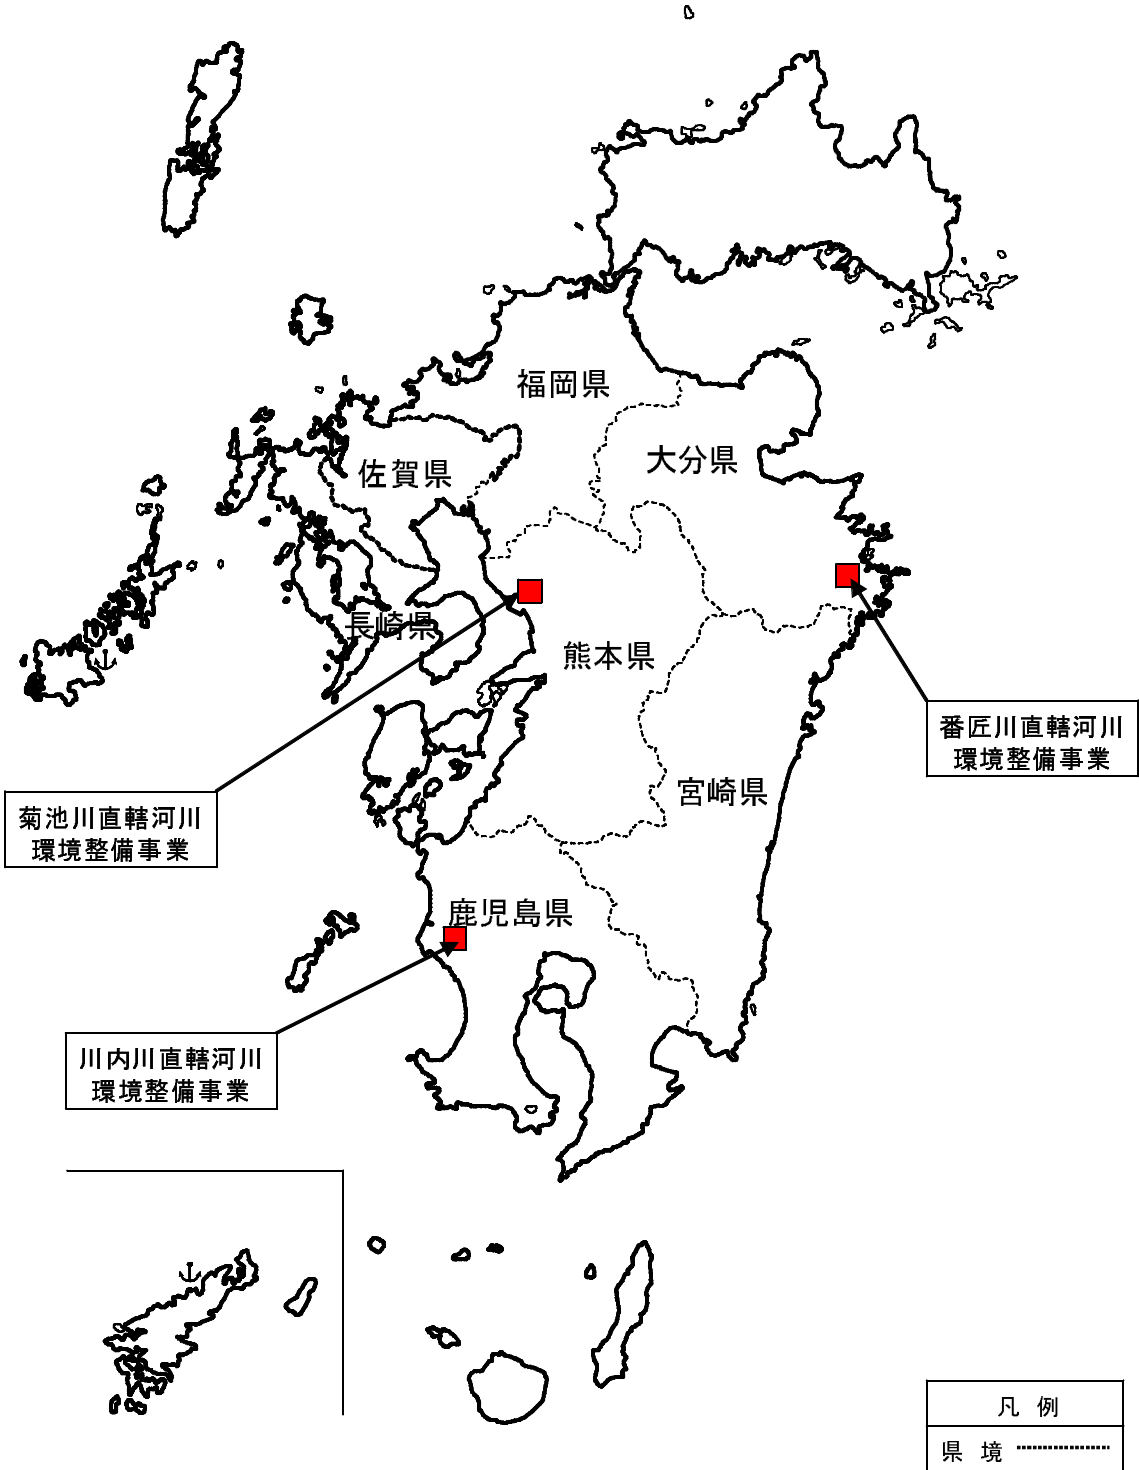 福岡県
大分県
佐賀県
長崎県
熊本県
番匠川直轄河川
環境整備事業
宮崎県
菊池川直轄河川
環境整備事業
鹿児島県
川内川直轄河川
環境整備事業
凡 例
県 境